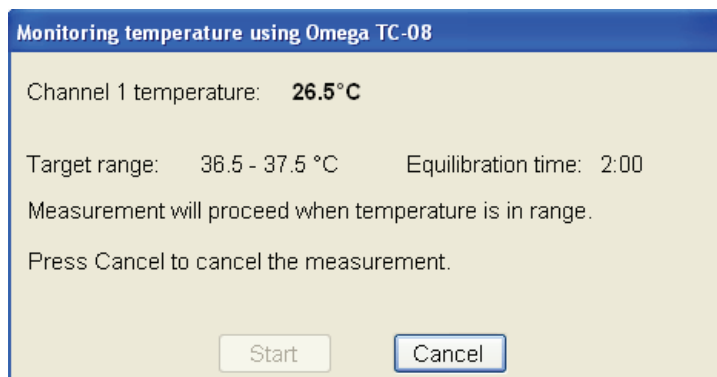 Monitoring temperature using Omega TC-08
Channel 1 temperature: 26.5°C
Target range: 36.5 - 37.5 °C Equilibration time: 2:00
Measurement will proceed when temperature is in range.
Press Cancel to cancel the measurement.
Start Cancel